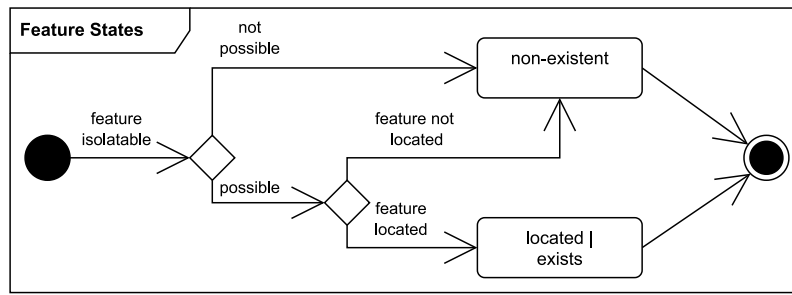 Feature States
not
possible
non-existent
feature
isolatable
feature not
located
possible
feature
located
located |
exists